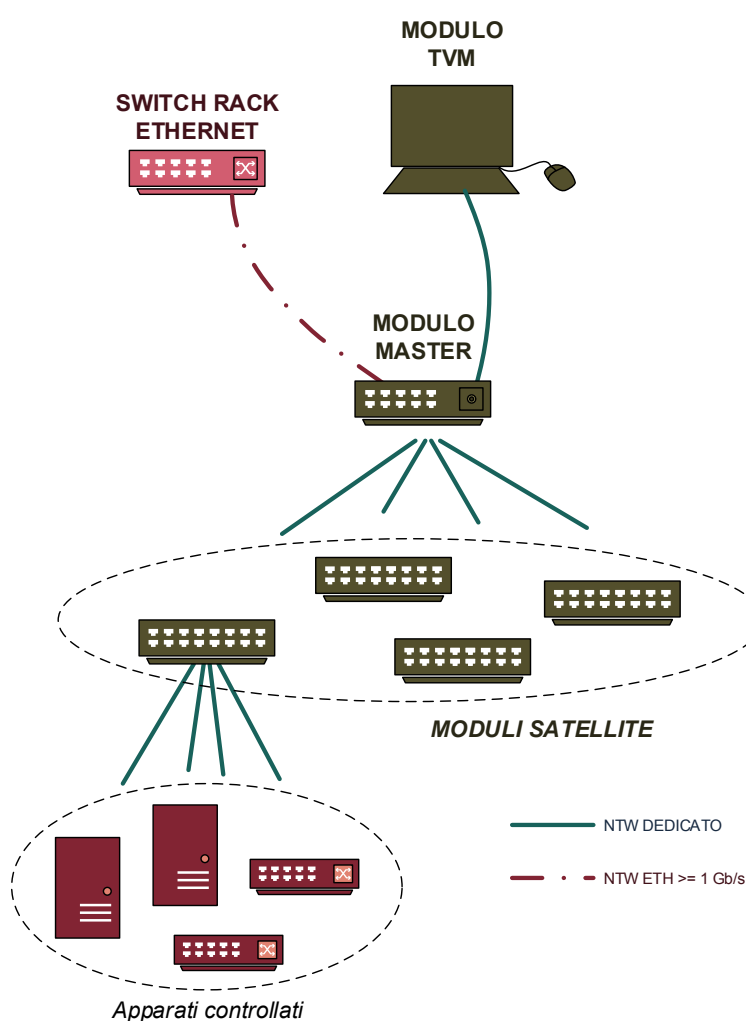 MODULO
TVM
SWITCH RACK
ETHERNET
MODULO
MASTER
MODULI SATELLITE
NTW DEDICATO
NTW ETH >= 1 Gb/s
Apparati controllati